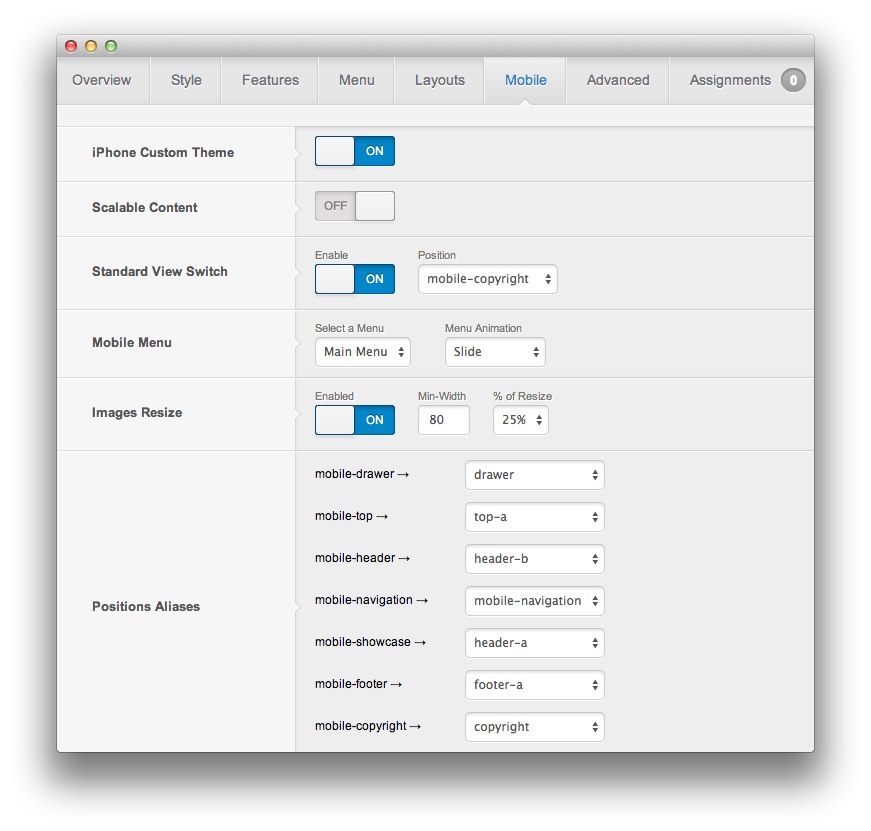 Overview Style Features Menu Layouts Mobile Advanced Assignments 0
iPhone Custom Theme ON
Scalable Content OFF
Enable Position
Standard View Switch ON mobile-copyright
Select a Menu Menu Animation
Mobile Menu Main Menu Slide
Enabled Min-Width % of Resize
Images Resize ON 80 25%
mobile-drawer → drawer
mobile-top → top-a
mobile-header → header-b
mobile-navigation → mobile-navigation
Positions Aliases
mobile-showcase → header-a
mobile-footer → footer-a
mobile-copyright → copyright